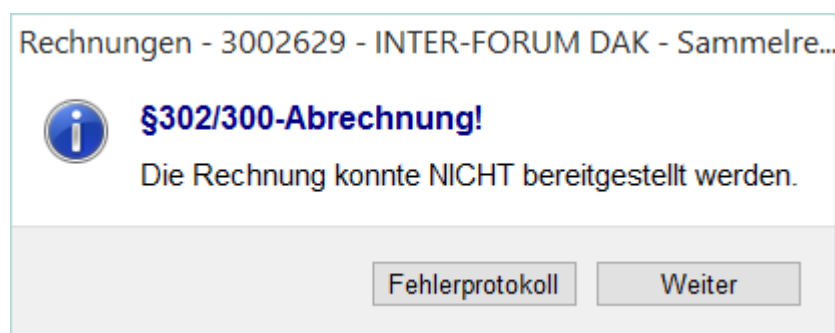 Rechnungen - 3002629 - INTER-FORUM DAK - Sammelre...
§302/300-Abrechnung!
Die Rechnung konnte NICHT bereitgestellt werden.
Fehlerprotokoll
Weiter